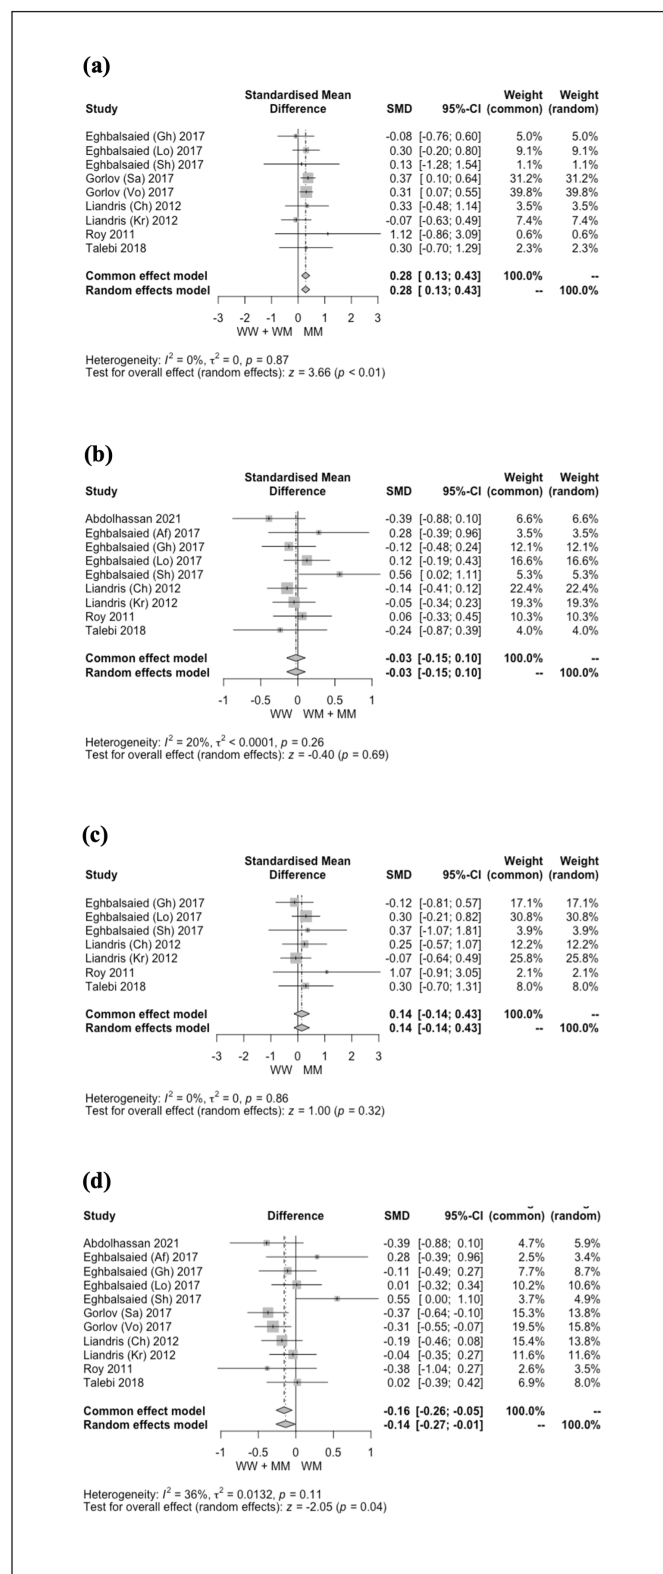 (a)
Standardised Mean Weight Weight
Study Difference SMD 95%-CI (common) (random)
Eghbalsaied (Gh) 2017 -0.08 [-0.76; 0.60] 5.0% 5.0%
Eghbalsaied (Lo) 2017 0.30 [-0.20; 0.80] 9.1% 9.1%
Eghbalsaied (Sh) 2017 0.13 [-1.28; 1.54] 1.1% 1.1%
Gorlov (Sa) 2017 0.37 [ 0.10; 0.64] 31.2% 31.2%
Gorlov (Vo) 2017 0.31 [ 0.07; 0.55] 39.8% 39.8%
Liandris (Ch) 2012 0.33 [-0.48; 1.14] 3.5% 3.5%
Liandris (Kr) 2012 -0.07 [-0.63; 0.49] 7.4% 7.4%
Roy 2011 1.12 [-0.86; 3.09] 0.6% 0.6%
Talebi 2018 0.30 [-0.70; 1.29] 2.3% 2.3%
Common effect model 0.28 [ 0.13; 0.43] 100.0% --
Random effects model 0.28 [ 0.13; 0.43] -- 100.0%
-3 -2 -1 0 1 2 3
WW + WM MM
Heterogeneity: I² = 0%, τ² = 0, p = 0.87
Test for overall effect (random effects): z = 3.66 (p < 0.01)
(b)
Standardised Mean Weight Weight
Study Difference SMD 95%-CI (common) (random)
Abdolhassan 2021 -0.39 [-0.88; 0.10] 6.6% 6.6%
Eghbalsaied (Af) 2017 0.28 [-0.39; 0.96] 3.5% 3.5%
Eghbalsaied (Gh) 2017 -0.12 [-0.48; 0.24] 12.1% 12.1%
Eghbalsaied (Lo) 2017 0.12 [-0.19; 0.43] 16.6% 16.6%
Eghbalsaied (Sh) 2017 0.56 [ 0.02; 1.11] 5.3% 5.3%
Liandris (Ch) 2012 -0.14 [-0.41; 0.12] 22.4% 22.4%
Liandris (Kr) 2012 -0.05 [-0.34; 0.23] 19.3% 19.3%
Roy 2011 0.06 [-0.33; 0.45] 10.3% 10.3%
Talebi 2018 -0.24 [-0.87; 0.39] 4.0% 4.0%
Common effect model -0.03 [-0.15; 0.10] 100.0% --
Random effects model -0.03 [-0.15; 0.10] -- 100.0%
-1 -0.5 0 0.5 1
WW WM + MM
Heterogeneity: I² = 20%, τ² < 0.0001, p = 0.26
Test for overall effect (random effects): z = -0.40 (p = 0.69)
(c)
Standardised Mean Weight Weight
Study Difference SMD 95%-CI (common) (random)
Eghbalsaied (Gh) 2017 -0.12 [-0.81; 0.57] 17.1% 17.1%
Eghbalsaied (Lo) 2017 0.30 [-0.21; 0.82] 30.8% 30.8%
Eghbalsaied (Sh) 2017 0.37 [-1.07; 1.81] 3.9% 3.9%
Liandris (Ch) 2012 0.25 [-0.57; 1.07] 12.2% 12.2%
Liandris (Kr) 2012 -0.07 [-0.64; 0.49] 25.8% 25.8%
Roy 2011 1.07 [-0.91; 3.05] 2.1% 2.1%
Talebi 2018 0.30 [-0.70; 1.31] 8.0% 8.0%
Common effect model 0.14 [-0.14; 0.43] 100.0% --
Random effects model 0.14 [-0.14; 0.43] -- 100.0%
-3 -2 -1 0 1 2 3
WW MM
Heterogeneity: I² = 0%, τ² = 0, p = 0.86
Test for overall effect (random effects): z = 1.00 (p = 0.32)
(d)
Study Difference SMD 95%-CI (common) (random)
Abdolhassan 2021 -0.39 [-0.88; 0.10] 4.7% 5.9%
Eghbalsaied (Af) 2017 0.28 [-0.39; 0.96] 2.5% 3.4%
Eghbalsaied (Gh) 2017 -0.11 [-0.49; 0.27] 7.7% 8.7%
Eghbalsaied (Lo) 2017 0.01 [-0.32; 0.34] 10.2% 10.6%
Eghbalsaied (Sh) 2017 0.55 [ 0.00; 1.10] 3.7% 4.9%
Gorlov (Sa) 2017 -0.37 [-0.64; -0.10] 15.3% 13.8%
Gorlov (Vo) 2017 -0.31 [-0.55; -0.07] 19.5% 15.8%
Liandris (Ch) 2012 -0.19 [-0.46; 0.08] 15.4% 13.8%
Liandris (Kr) 2012 -0.04 [-0.35; 0.27] 11.6% 11.6%
Roy 2011 -0.38 [-1.04; 0.27] 2.6% 3.5%
Talebi 2018 0.02 [-0.39; 0.42] 6.9% 8.0%
Common effect model -0.16 [-0.26; -0.05] 100.0% --
Random effects model -0.14 [-0.27; -0.01] -- 100.0%
-1 -0.5 0 0.5 1
WW + MM WM
Heterogeneity: I² = 36%, τ² = 0.0132, p = 0.11
Test for overall effect (random effects): z = -2.05 (p = 0.04)